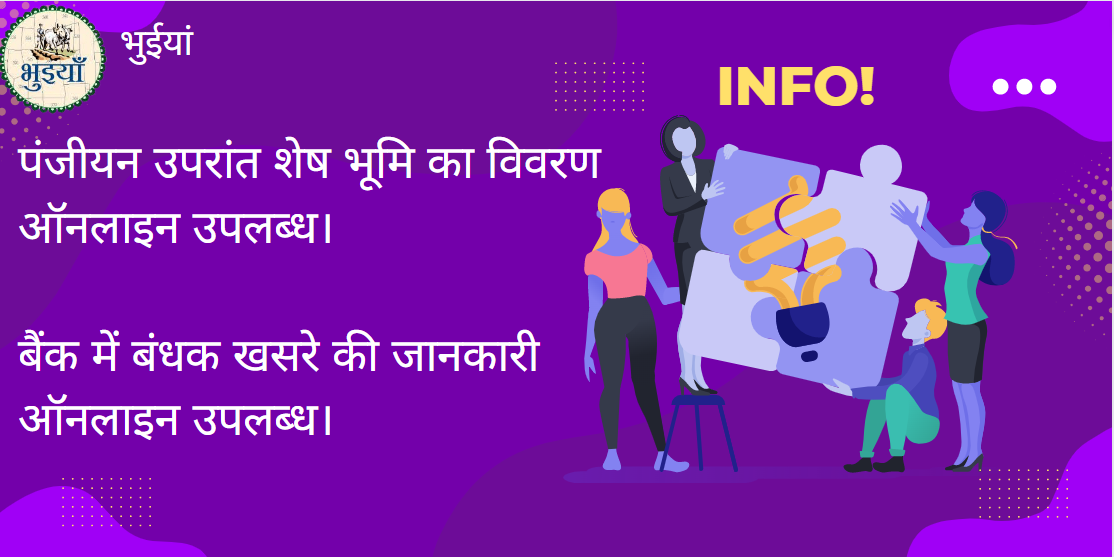 भुइयाँ
भुईयां
INFO!
पंजीयन उपरांत शेष भूमि का विवरण
ऑनलाइन उपलब्ध।
बैंक में बंधक खसरे की जानकारी
ऑनलाइन उपलब्ध।